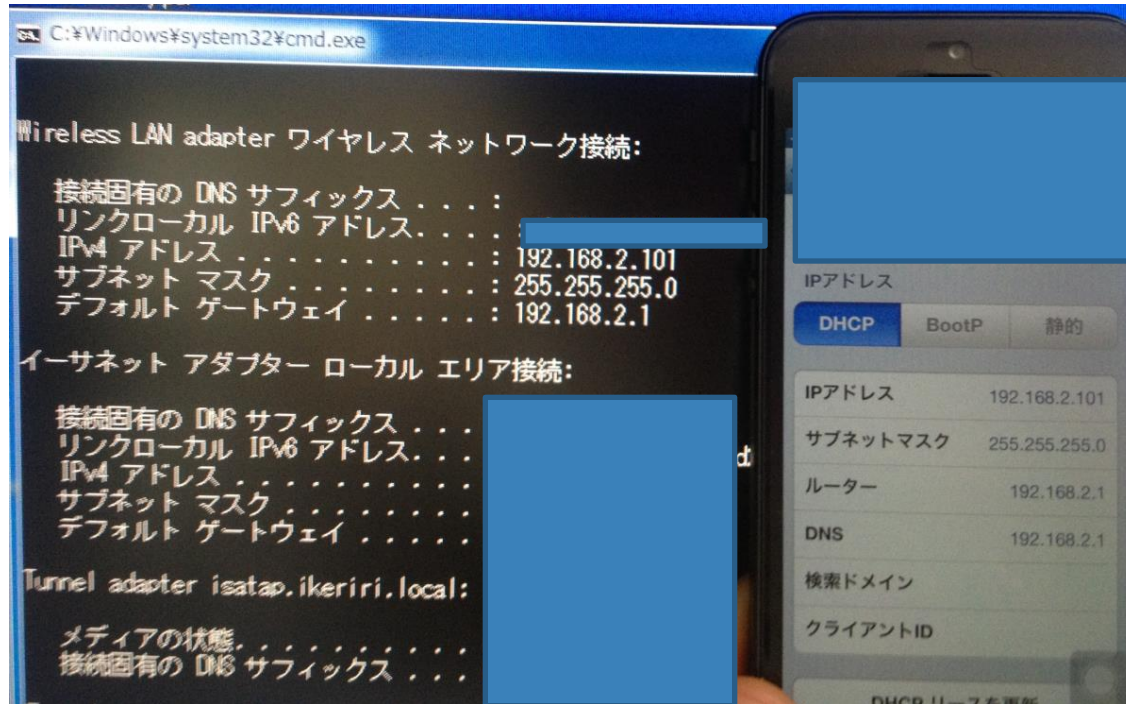 C:¥Windows¥system32¥cmd.exe
Wireless LAN adapter ワイヤレス ネットワーク接続:
接続固有の DNS サフィックス . . . . :
リンクローカル IPv6 アドレス. . . . . :
IPv4 アドレス . . . . . . . . . . . . : 192.168.2.101
サブネット マスク . . . . . . . . . . : 255.255.255.0
デフォルト ゲートウェイ . . . . . . : 192.168.2.1
イーサネット アダプター ローカル エリア接続:
接続固有の DNS サフィックス . . .
リンクローカル IPv6 アドレス. . .
IPv4 アドレス . . . . . . . . . . .
サブネット マスク . . . . . . . . .
デフォルト ゲートウェイ . . . . .
Tunnel adapter isatap.ikeriri.local:
メディアの状態. . . . . . . . . . .
接続固有の DNS サフィックス . . .
IPアドレス
DHCP BootP 静的
IPアドレス 192.168.2.101
サブネットマスク 255.255.255.0
ルーター 192.168.2.1
DNS 192.168.2.1
検索ドメイン
クライアントID
DHCP リースを更新